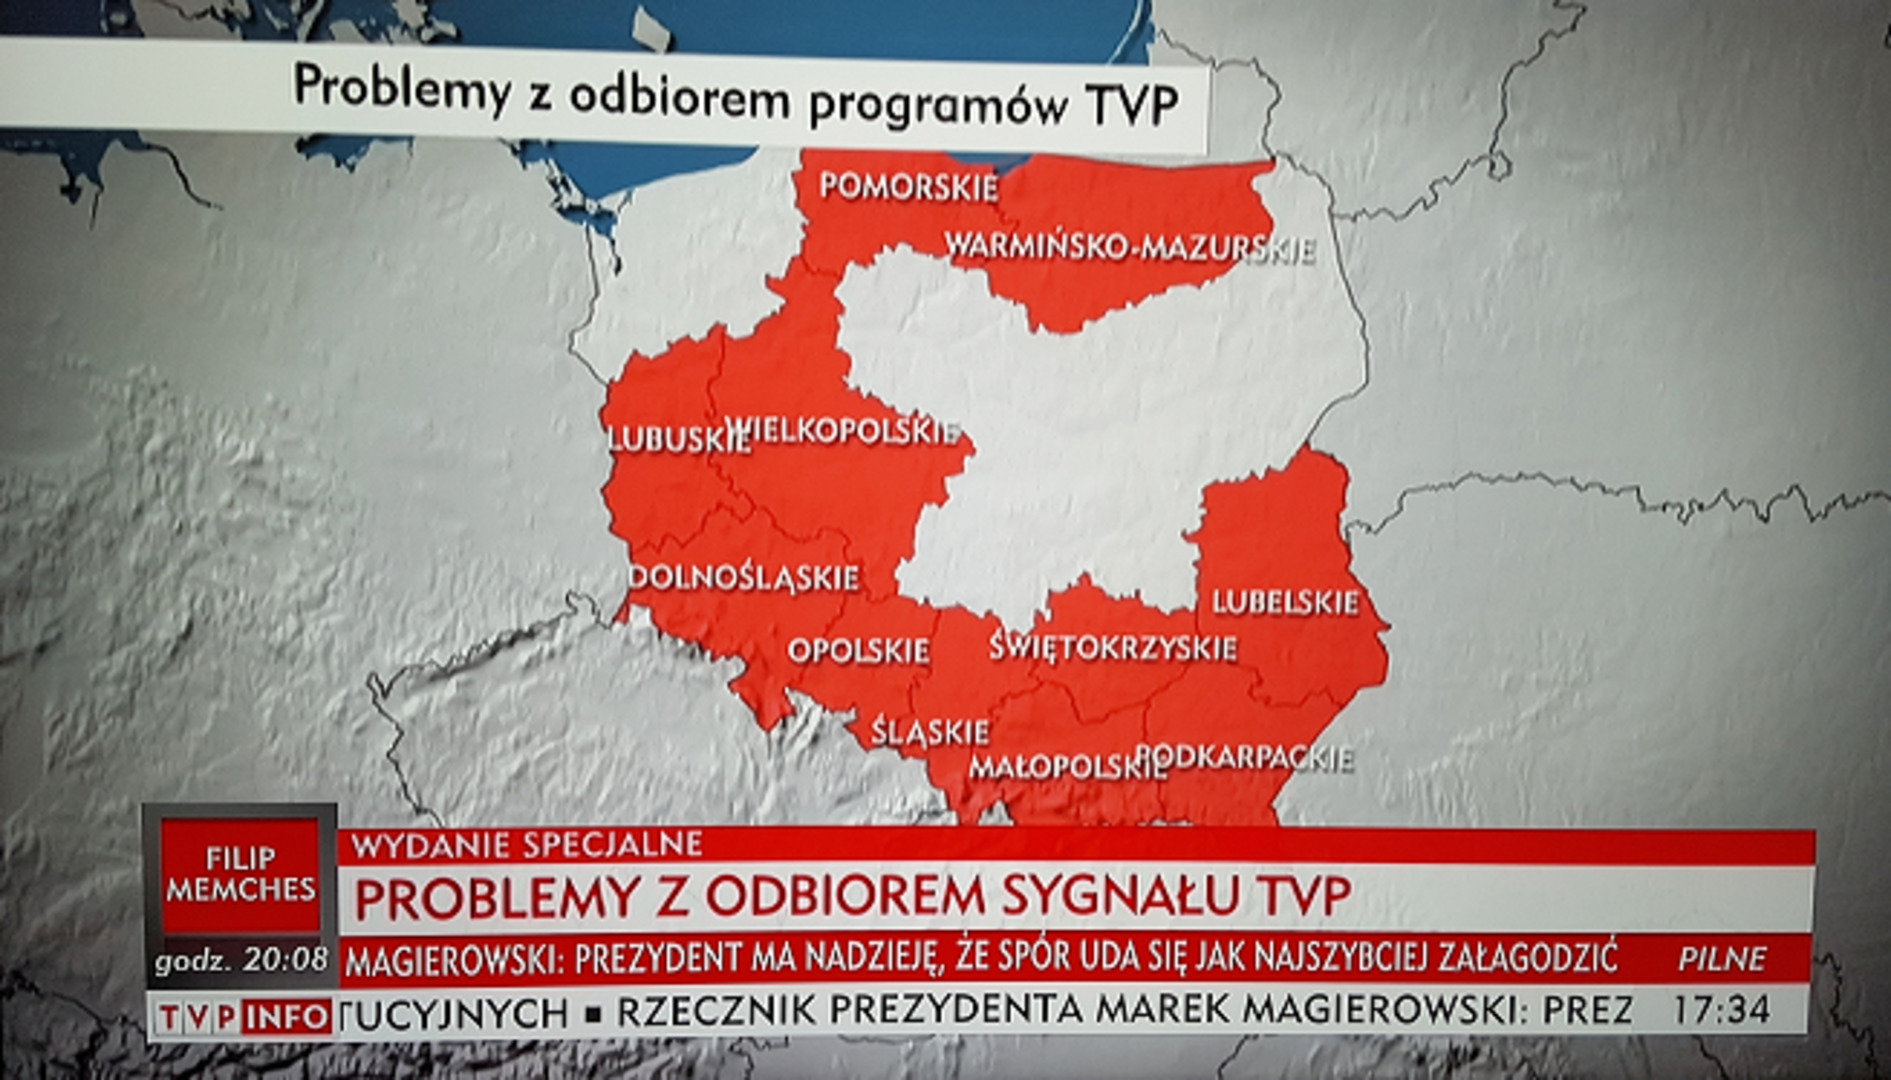 Problemy z odbiorem programów TVP
POMORSKIE
WARMIŃSKO-MAZURSKIE
LUBUSKIE
WIELKOPOLSKIE
DOLNOŚLĄSKIE
LUBELSKIE
OPOLSKIE
ŚWIĘTOKRZYSKIE
ŚLĄSKIE
MAŁOPOLSKIE
PODKARPACKIE
FILIP
MEMCHES
godz. 20:08
WYDANIE SPECJALNE
PROBLEMY Z ODBIOREM SYGNAŁU TVP
MAGIEROWSKI: PREZYDENT MA NADZIEJĘ, ŻE SPÓR UDA SIĘ JAK NAJSZYBCIEJ ZAŁAGODZIĆ PILNE
TVP INFO TUCYJNYCH ▪ RZECZNIK PREZYDENTA MAREK MAGIEROWSKI: PREZ 17:34